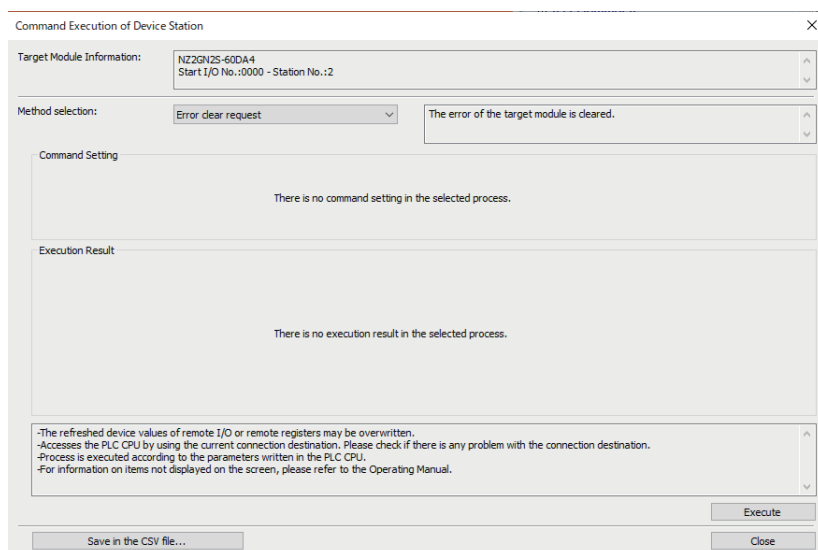 Command Execution of Device Station
Target Module Information:
NZ2GN2S-60DA4
Start I/O No.:0000 - Station No.:2
Method selection:
Error clear request
The error of the target module is cleared.
Command Setting
There is no command setting in the selected process.
Execution Result
There is no execution result in the selected process.
-The refreshed device values of remote I/O or remote registers may be overwritten.
-Accesses the PLC CPU by using the current connection destination. Please check if there is any problem with the connection destination.
-Process is executed according to the parameters written in the PLC CPU.
-For information on items not displayed on the screen, please refer to the Operating Manual.
Execute
Save in the CSV file...
Close